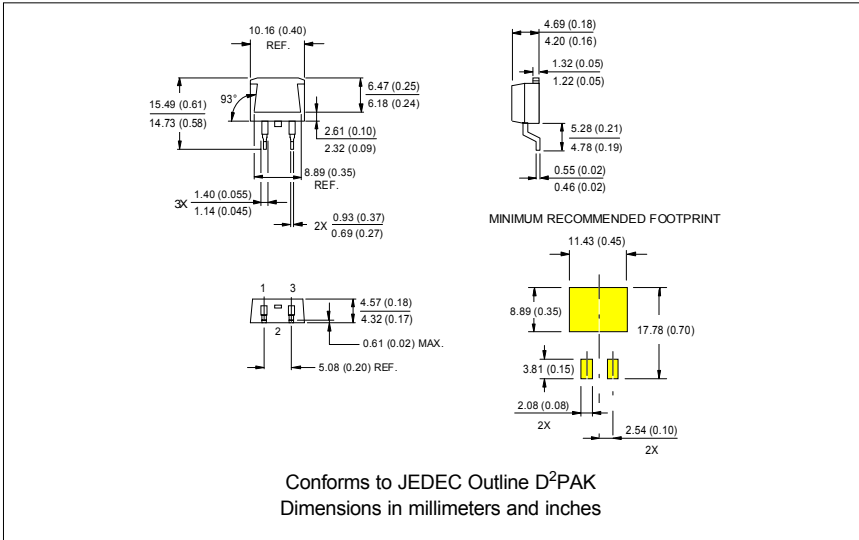 10.16 (0.40)
REF.
4.69 (0.18)
4.20 (0.16)
1.32 (0.05)
1.22 (0.05)
15.49 (0.61)
14.73 (0.58)
93°
6.47 (0.25)
6.18 (0.24)
2.61 (0.10)
2.32 (0.09)
5.28 (0.21)
4.78 (0.19)
8.89 (0.35)
REF.
0.55 (0.02)
0.46 (0.02)
3X
1.40 (0.055)
1.14 (0.045)
2X
0.93 (0.37)
0.69 (0.27)
MINIMUM RECOMMENDED FOOTPRINT
11.43 (0.45)
8.89 (0.35)
17.78 (0.70)
3.81 (0.15)
2.08 (0.08)
2X
2.54 (0.10)
2X
1 3
2
4.57 (0.18)
4.32 (0.17)
0.61 (0.02) MAX.
5.08 (0.20) REF.
Conforms to JEDEC Outline D²PAK
Dimensions in millimeters and inches